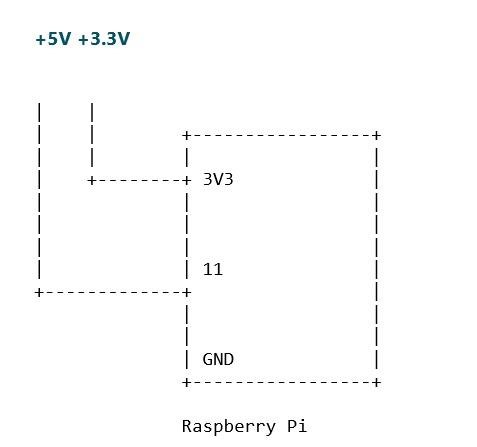 +5V +3.3V
3V3
11
GND
Raspberry Pi